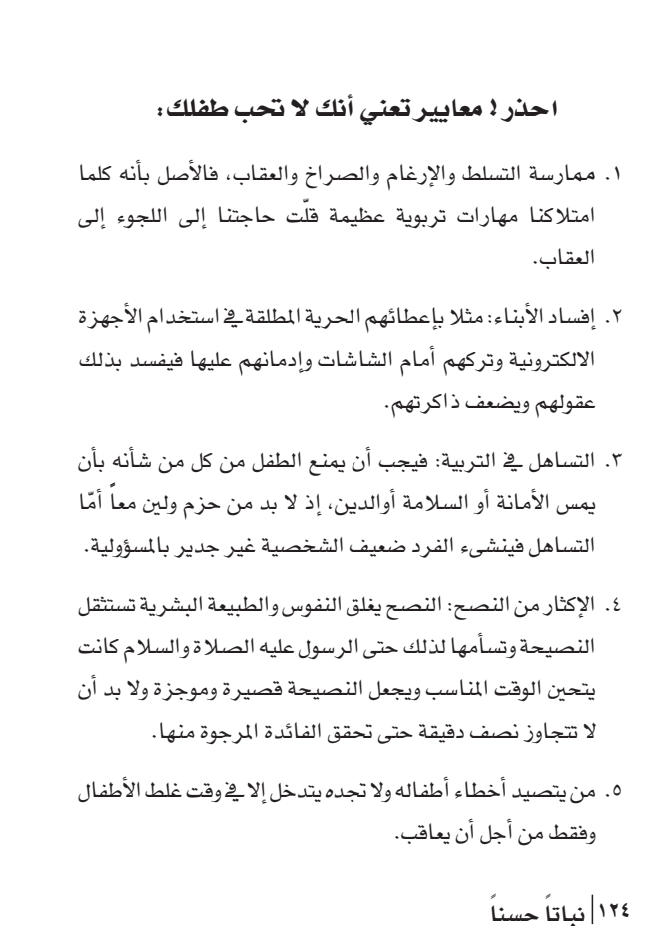 احذر! معايير تعني أنك لا تحب طفلك:
١. ممارسة التسلط والإرغام والصراخ والعقاب، فالأصل بأنه كلما
امتلاكنا مهارات تربوية عظيمة قلّت حاجتنا إلى اللجوء إلى
العقاب.
٢. إفساد الأبناء: مثلا بإعطائهم الحرية المطلقة في استخدام الأجهزة
الالكترونية وتركهم أمام الشاشات وإدمانهم عليها فيفسد بذلك
عقولهم ويضعف ذاكرتهم.
٣. التساهل في التربية: فيجب أن يمنع الطفل من كل من شأنه بأن
يمس الأمانة أو السلامة أوالدين، إذ لا بد من حزم ولين معاً أمّا
التساهل فينشىء الفرد ضعيف الشخصية غير جدير بالمسؤولية.
٤. الإكثار من النصح: النصح يغلق النفوس والطبيعة البشرية تستثقل
النصيحة وتسأمها لذلك حتى الرسول عليه الصلاة والسلام كانت
يتحين الوقت المناسب ويجعل النصيحة قصيرة وموجزة ولا بد أن
لا تتجاوز نصف دقيقة حتى تحقق الفائدة المرجوة منها.
٥. من يتصيد أخطاء أطفاله ولا تجده يتدخل إلا في وقت غلط الأطفال
وفقط من أجل أن يعاقب.
١٢٤ | نباتاً حسناً